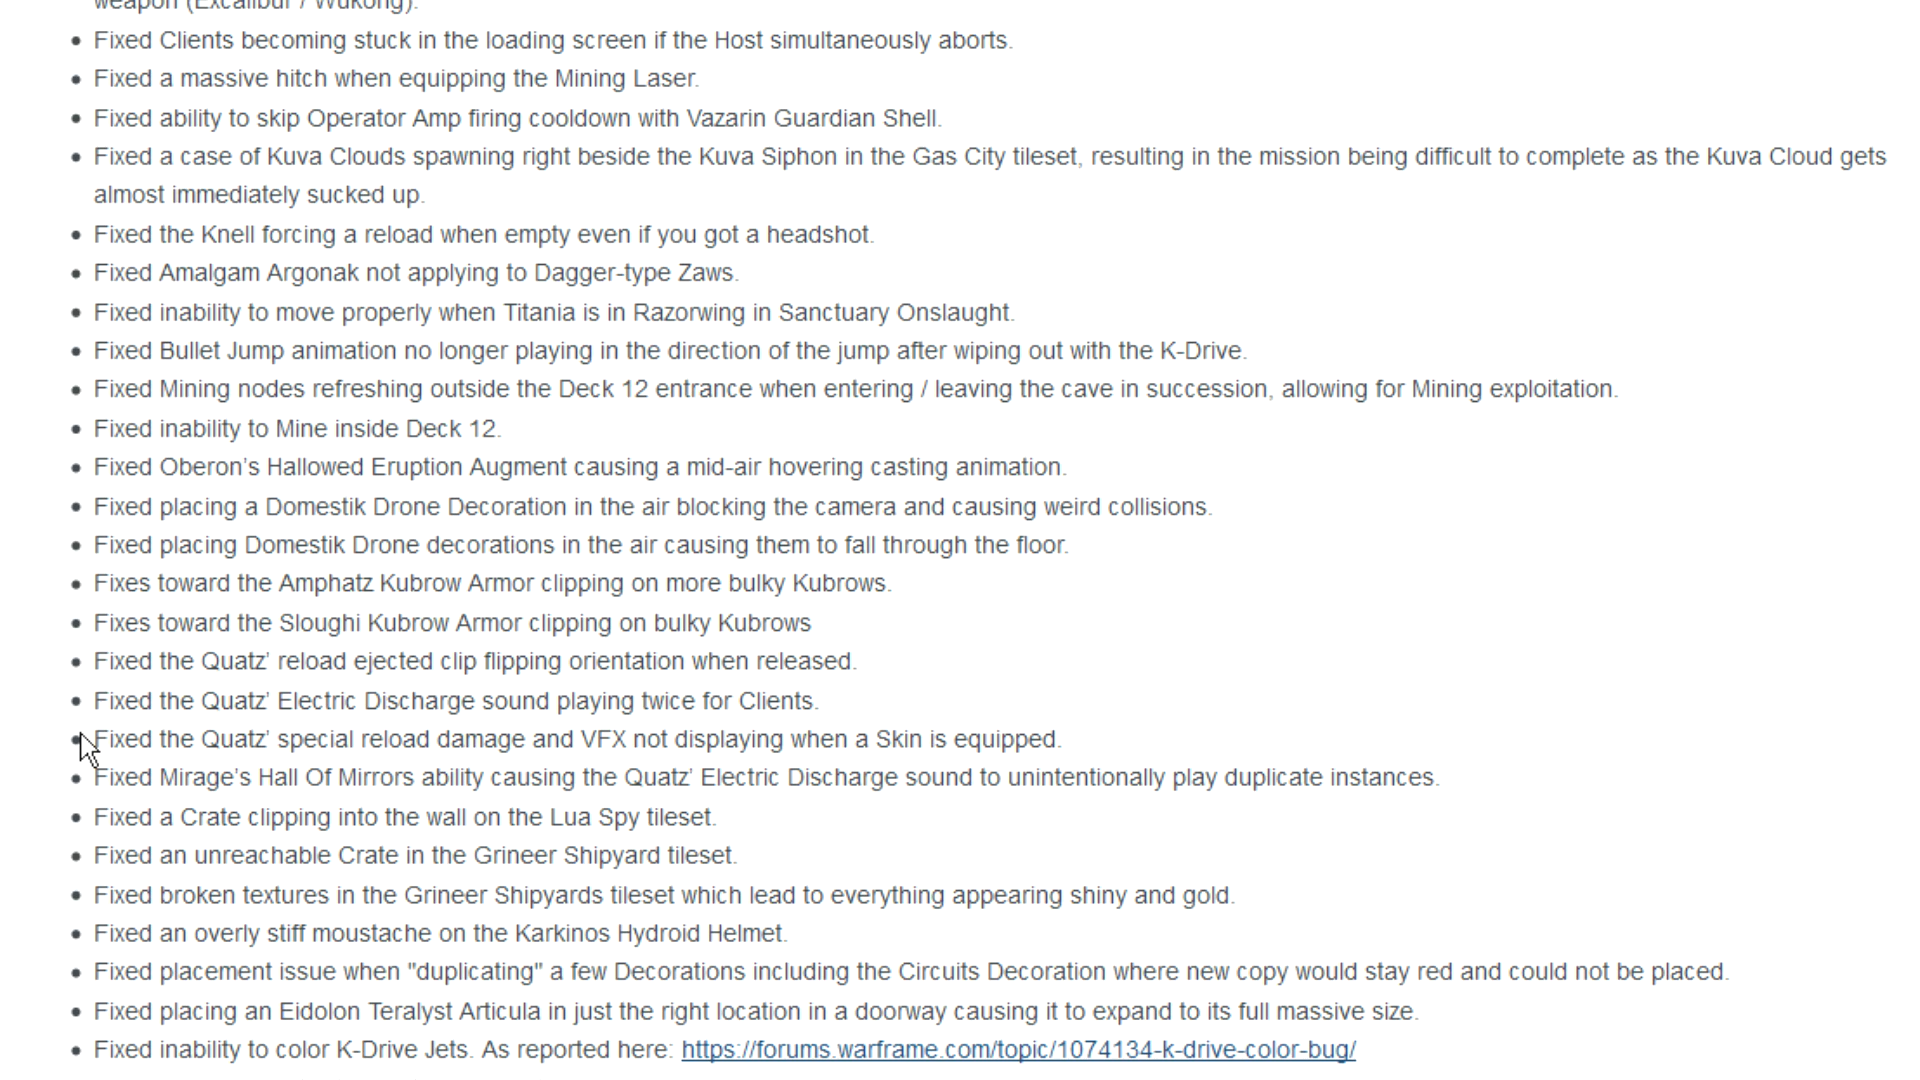 weapon (Excalibur / Wukong).
• Fixed Clients becoming stuck in the loading screen if the Host simultaneously aborts.
• Fixed a massive hitch when equipping the Mining Laser.
• Fixed ability to skip Operator Amp firing cooldown with Vazarin Guardian Shell.
• Fixed a case of Kuva Clouds spawning right beside the Kuva Siphon in the Gas City tileset, resulting in the mission being difficult to complete as the Kuva Cloud gets
almost immediately sucked up.
• Fixed the Knell forcing a reload when empty even if you got a headshot.
• Fixed Amalgam Argonak not applying to Dagger-type Zaws.
• Fixed inability to move properly when Titania is in Razorwing in Sanctuary Onslaught.
• Fixed Bullet Jump animation no longer playing in the direction of the jump after wiping out with the K-Drive.
• Fixed Mining nodes refreshing outside the Deck 12 entrance when entering / leaving the cave in succession, allowing for Mining exploitation.
• Fixed inability to Mine inside Deck 12.
• Fixed Oberon’s Hallowed Eruption Augment causing a mid-air hovering casting animation.
• Fixed placing a Domestik Drone Decoration in the air blocking the camera and causing weird collisions.
• Fixed placing Domestik Drone decorations in the air causing them to fall through the floor.
• Fixes toward the Amphatz Kubrow Armor clipping on more bulky Kubrows.
• Fixes toward the Sloughi Kubrow Armor clipping on bulky Kubrows
• Fixed the Quatz’ reload ejected clip flipping orientation when released.
• Fixed the Quatz’ Electric Discharge sound playing twice for Clients.
• Fixed the Quatz’ special reload damage and VFX not displaying when a Skin is equipped.
• Fixed Mirage’s Hall Of Mirrors ability causing the Quatz’ Electric Discharge sound to unintentionally play duplicate instances.
• Fixed a Crate clipping into the wall on the Lua Spy tileset.
• Fixed an unreachable Crate in the Grineer Shipyard tileset.
• Fixed broken textures in the Grineer Shipyards tileset which lead to everything appearing shiny and gold.
• Fixed an overly stiff moustache on the Karkinos Hydroid Helmet.
• Fixed placement issue when "duplicating" a few Decorations including the Circuits Decoration where new copy would stay red and could not be placed.
• Fixed placing an Eidolon Teralyst Articula in just the right location in a doorway causing it to expand to its full massive size.
• Fixed inability to color K-Drive Jets. As reported here: https://forums.warframe.com/topic/1074134-k-drive-color-bug/